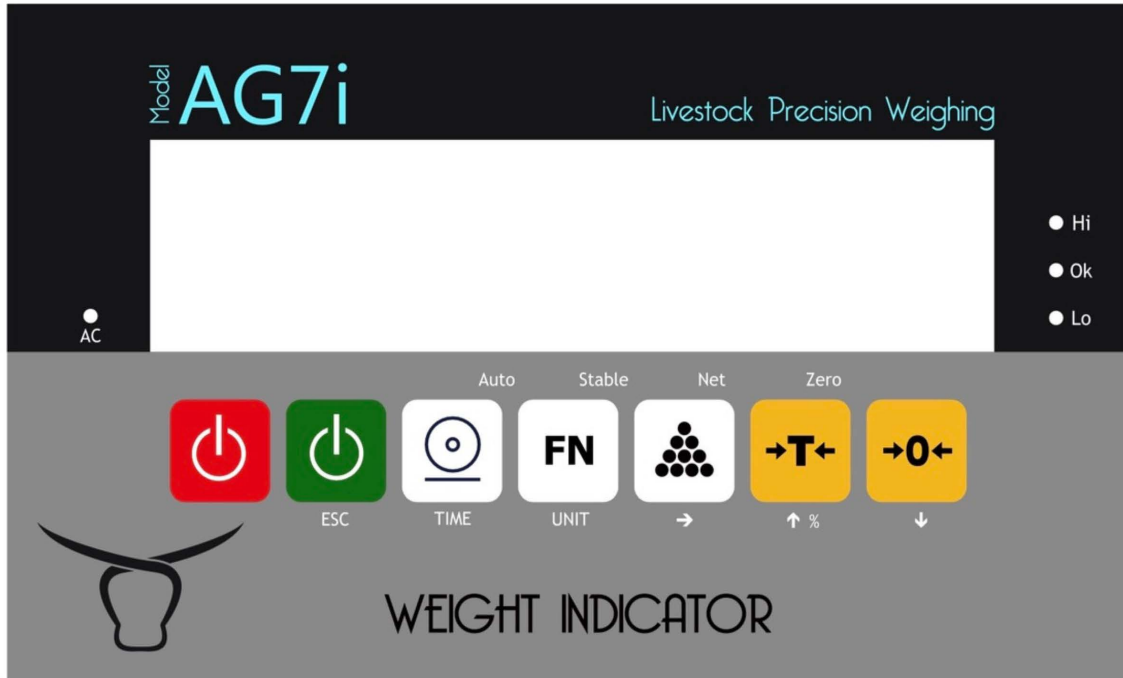 Model AG7i
Livestock Precision Weighing
Hi
Ok
AC
Lo
Auto Stable Net Zero
FN →T← →0←
ESC TIME UNIT → ↑ % ↓
WEIGHT INDICATOR